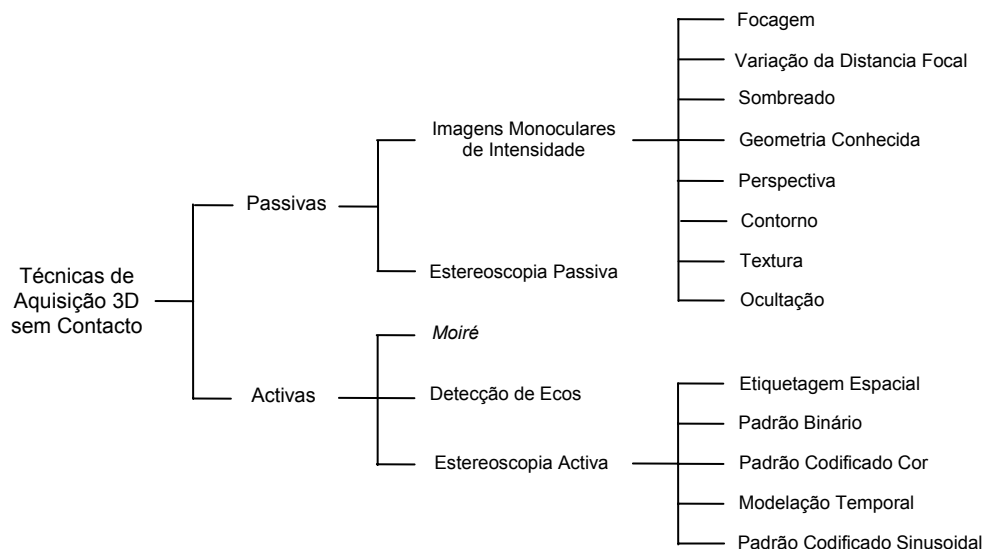 Técnicas de
Aquisição 3D
sem Contacto
Passivas
Imagens Monoculares
de Intensidade
Focagem
Variação da Distancia Focal
Sombreado
Geometria Conhecida
Perspectiva
Contorno
Textura
Ocultação
Estereoscopia Passiva
Activas
Moiré
Detecção de Ecos
Estereoscopia Activa
Etiquetagem Espacial
Padrão Binário
Padrão Codificado Cor
Modelação Temporal
Padrão Codificado Sinusoidal